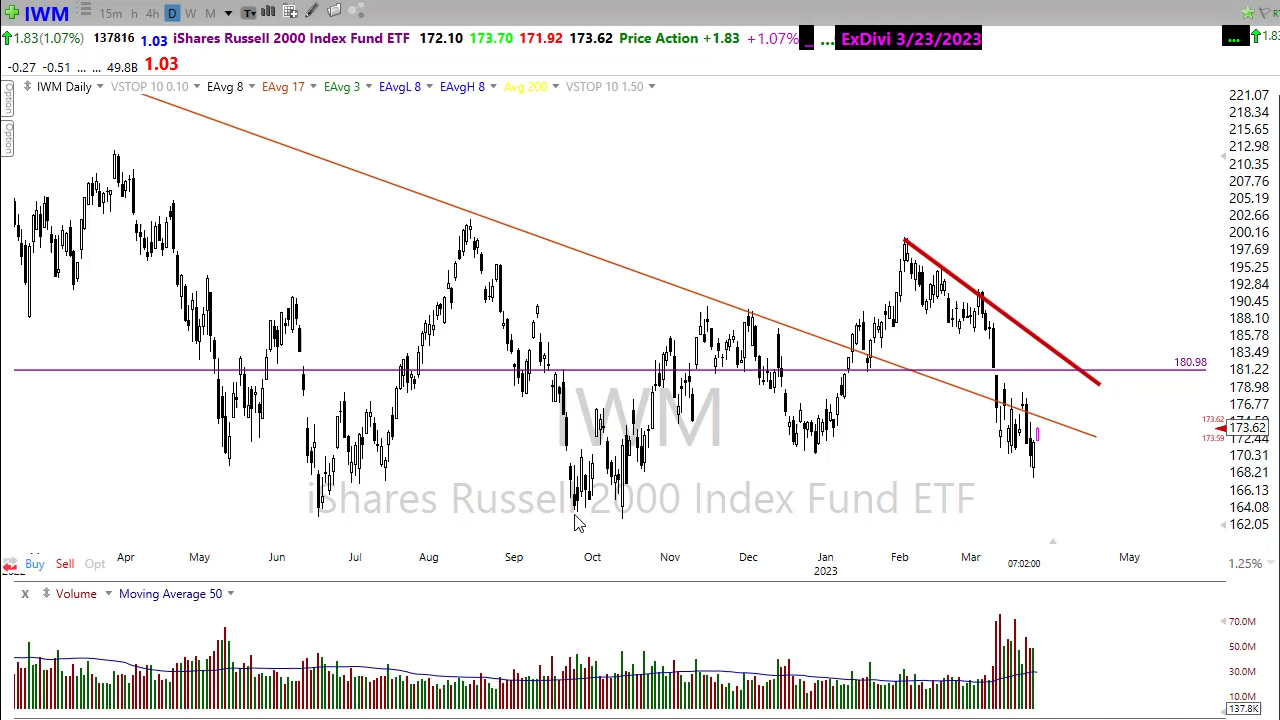 IWM 15m h 4h D W M T
1.83(1.07%) 137816 1.03 iShares Russell 2000 Index Fund ETF 172.10 173.70 171.92 173.62 Price Action +1.83 +1.07% ... ... ExDivi 3/23/2023 ... 1.83
-0.27 -0.51 ... ... 49.8B 1.03
IWM Daily VSTOP 10 0.10 EAvg 8 EAvg 17 EAvg 3 EAvgL 8 EAvgH 8 Avg 200 VSTOP 10 1.50
Option
Option
221.07
218.34
215.65
212.98
210.35
207.76
205.19
202.66
200.16
197.69
195.25
192.84
190.45
188.10
185.78
183.49
180.98
181.22
178.98
176.77
173.62
173.62
173.59
172.44
170.31
168.21
166.13
164.08
162.05
IWM
iShares Russell 2000 Index Fund ETF
Apr May Jun Jul Aug Sep Oct Nov Dec Jan Feb Mar May
2023 07:02:00
Buy Sell Opt 1.25%
x Volume Moving Average 50
70.0M
50.0M
30.0M
10.0M
137.8K